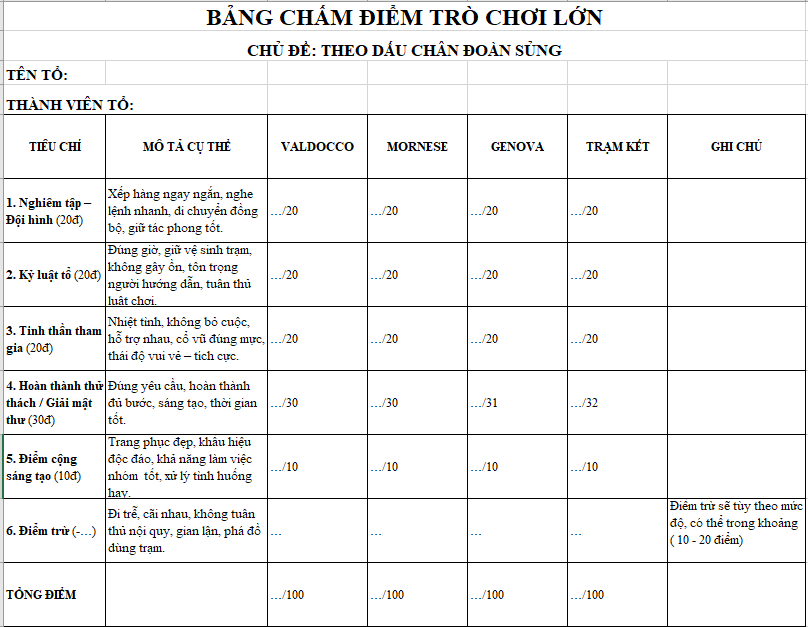 BẢNG CHẤM ĐIỂM TRÒ CHƠI LỚN
CHỦ ĐỀ: THEO DẤU CHÂN ĐOÀN SỦNG
TÊN TỔ:
THÀNH VIÊN TỔ:
TIÊU CHÍ MÔ TẢ CỤ THỂ VALDOCCO MORNESE GENOVA TRẠM KẾT GHI CHÚ
1. Nghiêm tập –
Đội hình (20đ)
Xếp hàng ngay ngắn, nghe
lệnh nhanh, di chuyển đồng
bộ, giữ tác phong tốt.
…/20 …/20 …/20 …/20
2. Kỷ luật tổ (20đ)
Đúng giờ, giữ vệ sinh trạm,
không gây ồn, tôn trọng
người hướng dẫn, tuân thủ
luật chơi.
…/20 …/20 …/20 …/20
3. Tinh thần tham
gia (20đ)
Nhiệt tình, không bỏ cuộc,
hỗ trợ nhau, cổ vũ đúng mực,
thái độ vui vẻ – tích cực.
…/20 …/20 …/20 …/20
4. Hoàn thành thử
thách / Giải mật
thư (30đ)
Đúng yêu cầu, hoàn thành
đủ bước, sáng tạo, thời gian
tốt.
…/30 …/30 …/31 …/32
5. Điểm cộng
sáng tạo (10đ)
Trang phục đẹp, khẩu hiệu
độc đáo, khả năng làm việc
nhóm tốt, xử lý tình huống
hay.
…/10 …/10 …/10 …/10
6. Điểm trừ (-…)
Đi trễ, cãi nhau, không tuân
thủ nội quy, gian lận, phá đồ
dùng trạm.
… … … …
Điểm trừ sẽ tùy theo mức
độ, có thể trong khoảng
( 10 - 20 điểm)
TỔNG ĐIỂM …/100 …/100 …/100 …/100